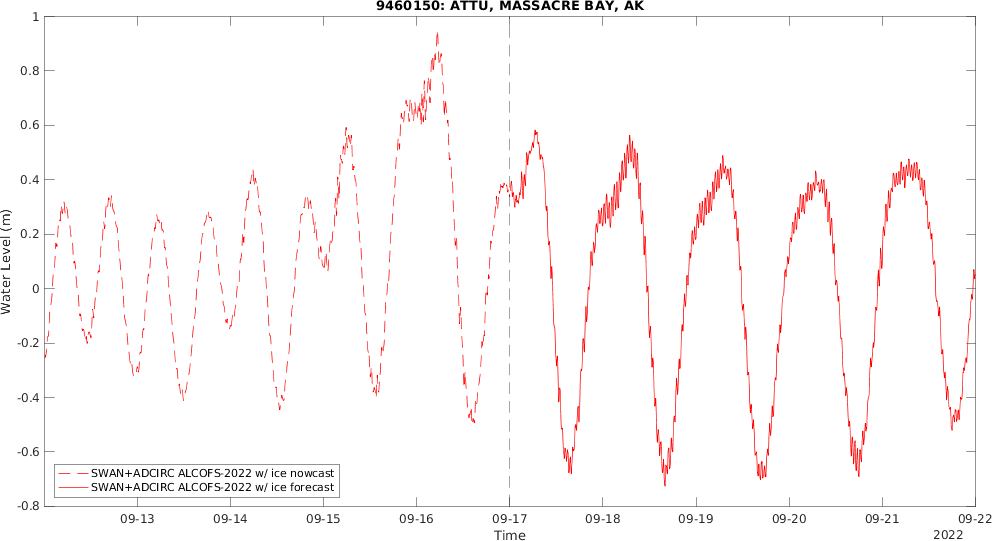 9460150: ATTU, MASSACRE BAY, AK
1
0.8
0.6
0.4
0.2
0
-0.2
-0.4
-0.6
-0.8
Water Level (m)
SWAN+ADCIRC ALCOFS-2022 w/ ice nowcast
SWAN+ADCIRC ALCOFS-2022 w/ ice forecast
09-13 09-14 09-15 09-16 09-17 09-18 09-19 09-20 09-21 09-22
Time
2022